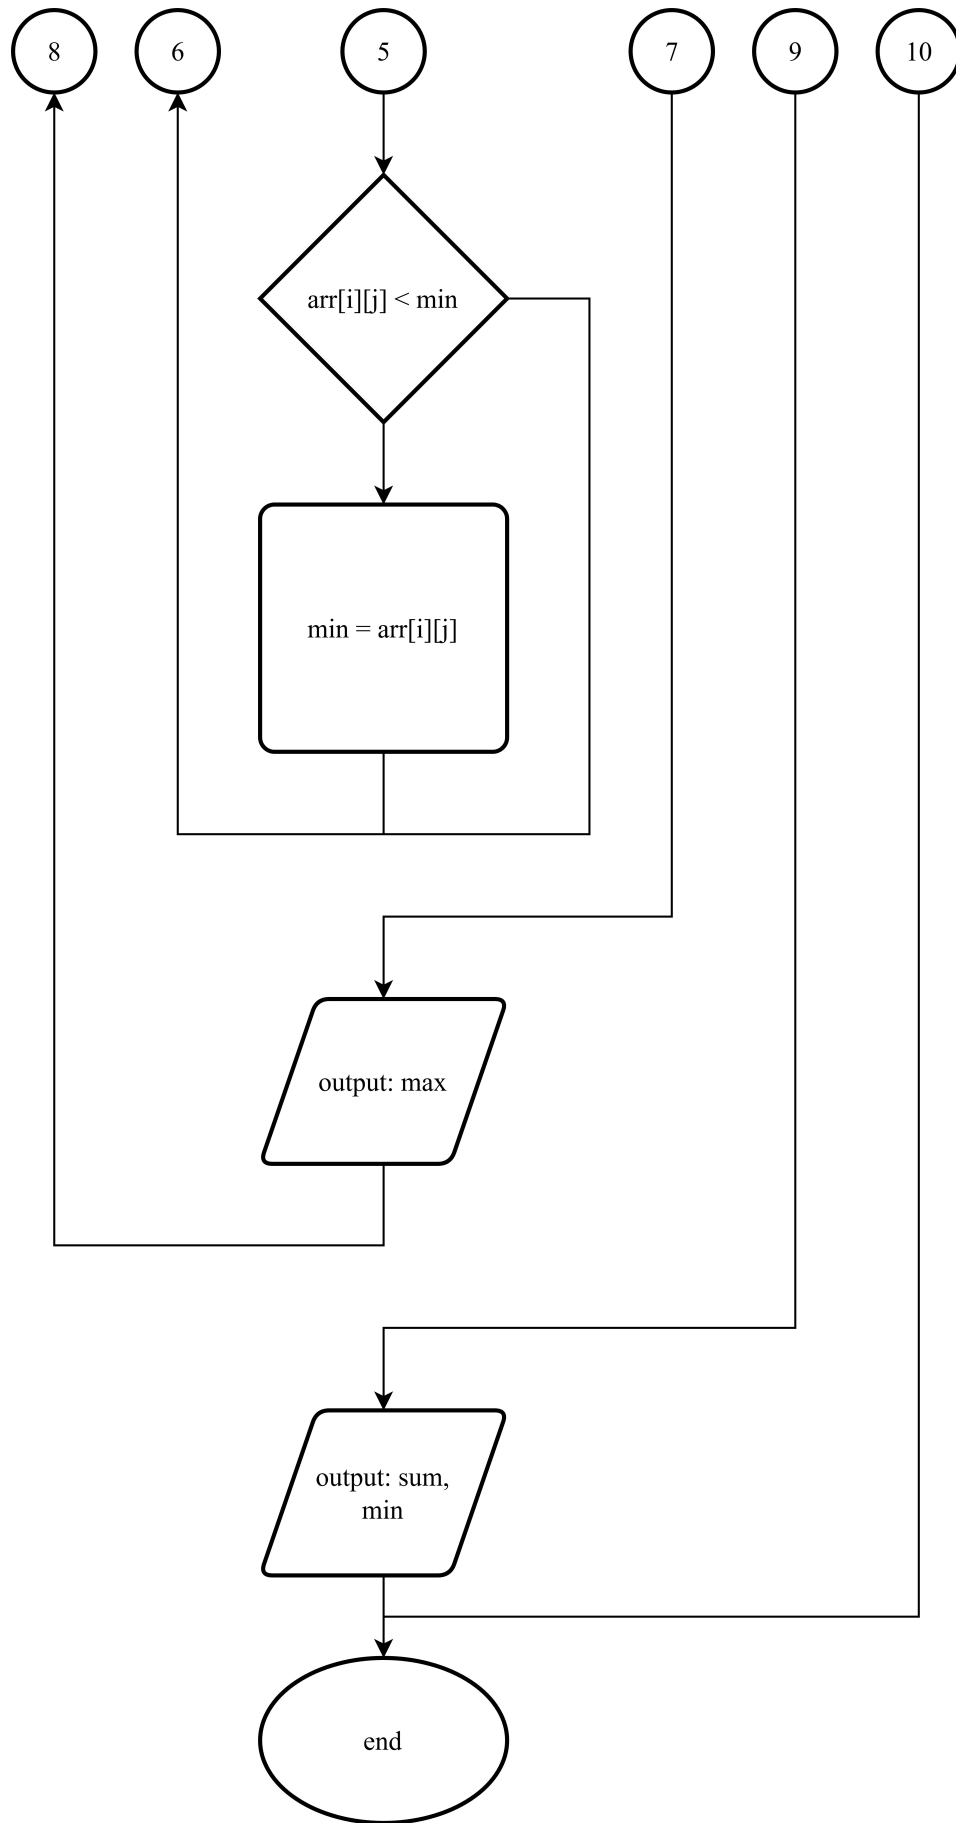 8
6
5
7
9
10
arr[i][j] < min
min = arr[i][j]
output: max
output: sum,
min
end